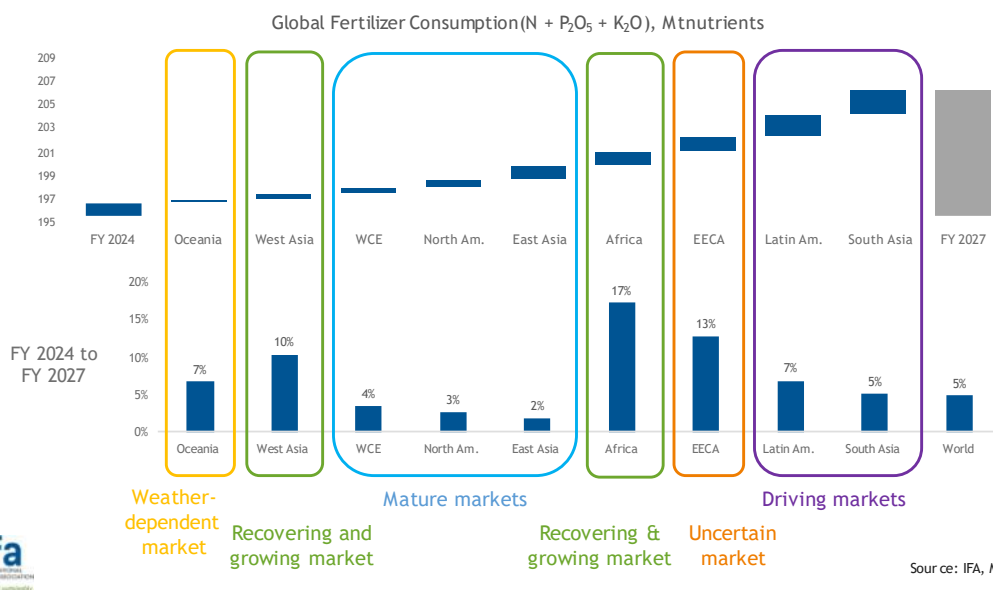 Global Fertilizer Consumption(N + P₂O₅ + K₂O), Mt nutrients
209
207
205
203
201
199
197
195
FY 2024 Oceania West Asia WCE North Am. East Asia Africa EECA Latin Am. South Asia FY 2027
20%
15%
10%
5%
0%
FY 2024 to
FY 2027
7% 10% 4% 3% 2% 17% 13% 7% 5% 5%
Oceania West Asia WCE North Am. East Asia Africa EECA Latin Am. South Asia World
Weather-
dependent
market
Recovering and
growing market
Mature markets
Recovering &
growing market
Uncertain
market
Driving markets
fa
Source: IFA, M